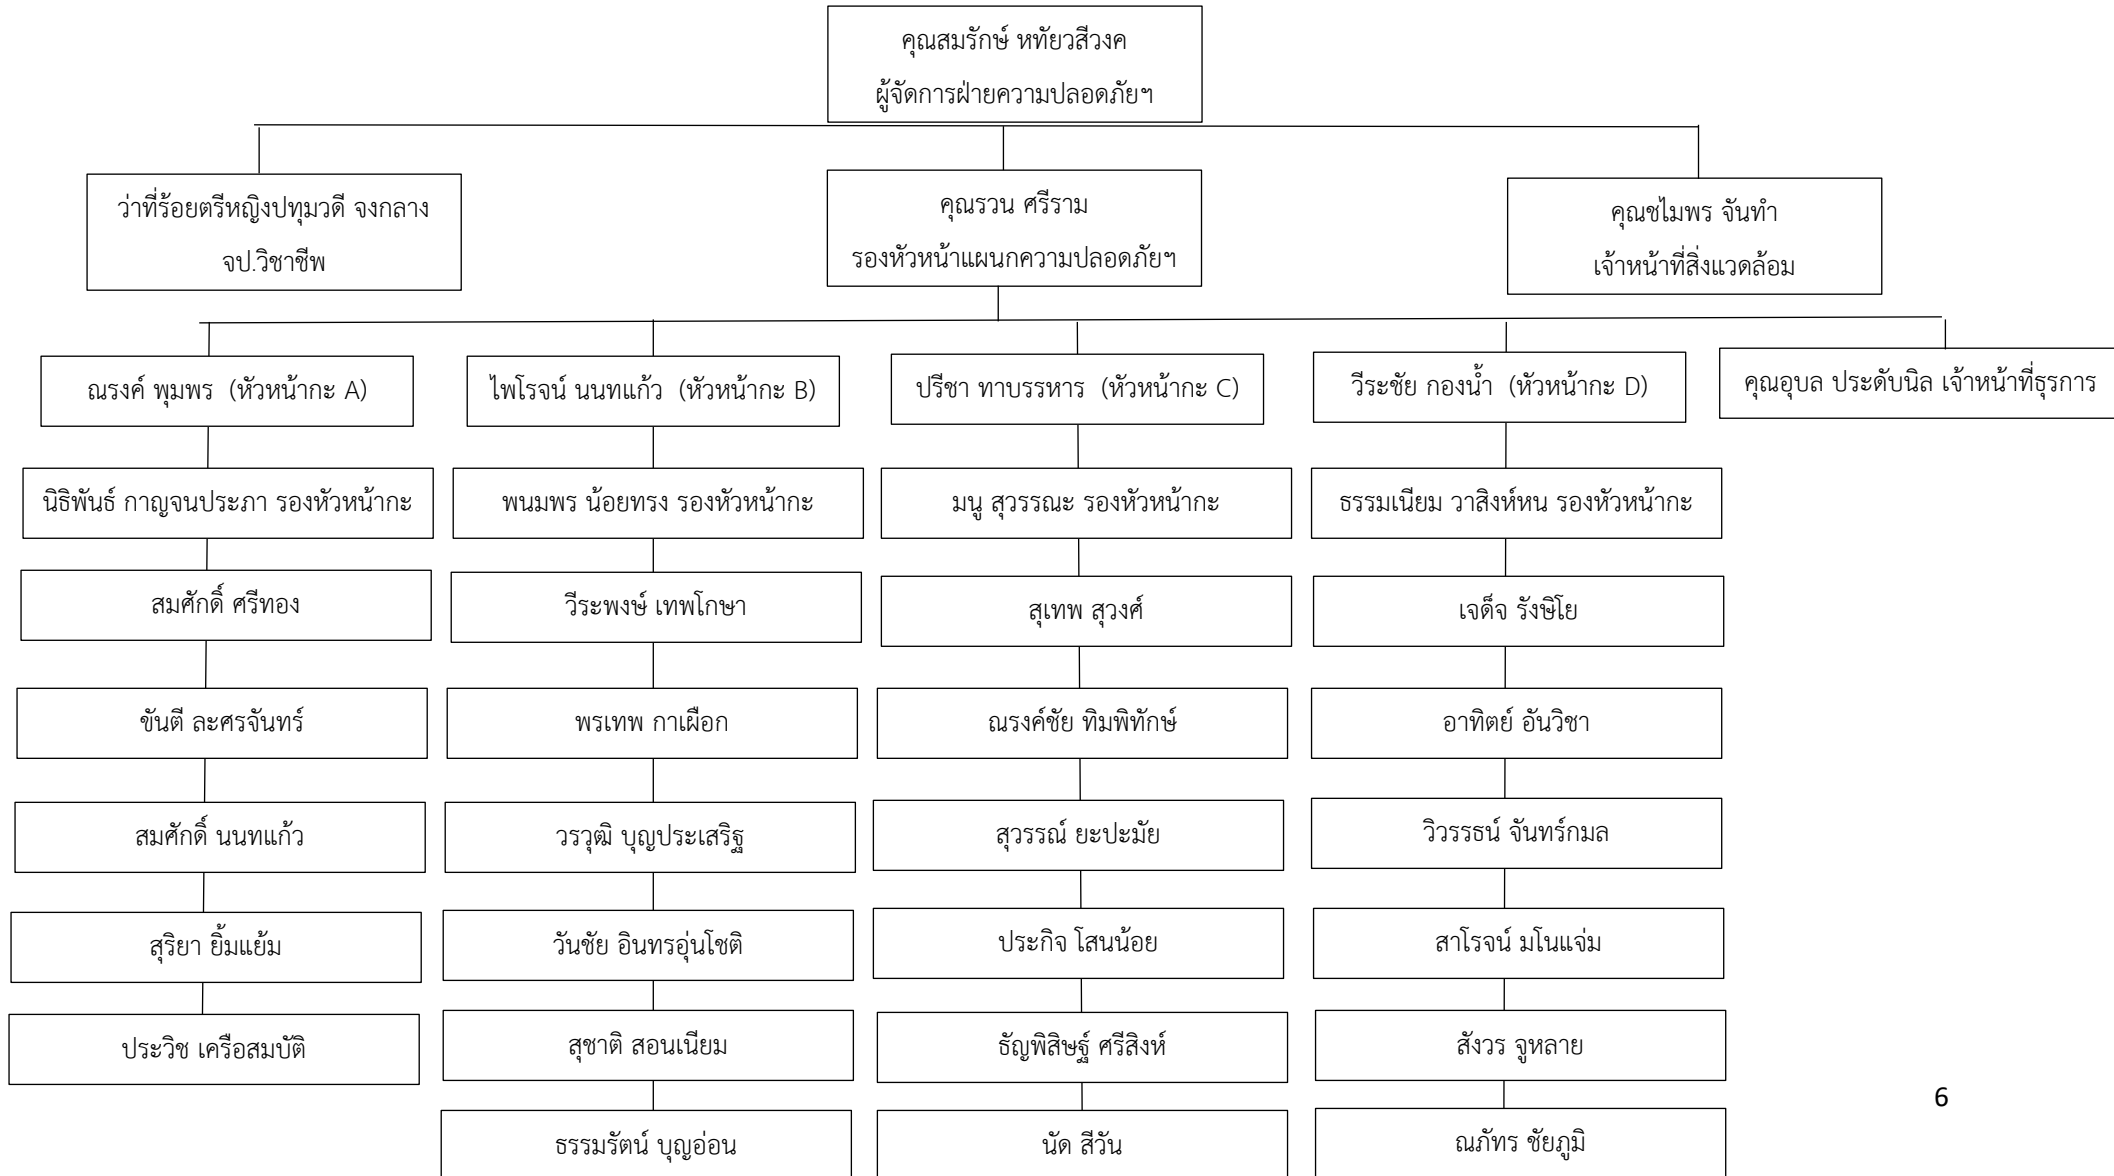 คุณสมรักษ์ หทัยวสีวงค
ผู้จัดการฝ่ายความปลอดภัยฯ
ว่าที่ร้อยตรีหญิงปทุมวดี จงกลาง
จป.วิชาชีพ
คุณรวน ศรีราม
รองหัวหน้าแผนกความปลอดภัยฯ
คุณชไมพร จันทำ
เจ้าหน้าที่สิ่งแวดล้อม
ณรงค์ พุมพร (หัวหน้ากะ A)
ไพโรจน์ นนทแก้ว (หัวหน้ากะ B)
ปรีชา ทาบรรหาร (หัวหน้ากะ C)
วีระชัย กองน้ำ (หัวหน้ากะ D)
คุณอุบล ประดับนิล เจ้าหน้าที่ธุรการ
นิธิพันธ์ กาญจนประภา รองหัวหน้ากะ
พนมพร น้อยทรง รองหัวหน้ากะ
มนู สุวรรณะ รองหัวหน้ากะ
ธรรมเนียม วาสิงห์หน รองหัวหน้ากะ
สมศักดิ์ ศรีทอง
วีระพงษ์ เทพโกษา
สุเทพ สุวงศ์
เจด็จ รังษิโย
ขันตี ละศรจันทร์
พรเทพ กาเผือก
ณรงค์ชัย ทิมพิทักษ์
อาทิตย์ อันวิชา
สมศักดิ์ นนทแก้ว
วรวุฒิ บุญประเสริฐ
สุวรรณ์ ยะปะมัย
วิวรรธน์ จันทร์กมล
สุริยา ยิ้มแย้ม
วันชัย อินทรอุ่นโชติ
ประกิจ โสนน้อย
สาโรจน์ มโนแจ่ม
ประวิช เครือสมบัติ
สุชาติ สอนเนียม
ธัญพิสิษฐ์ ศรีสิงห์
สังวร จูหลาย
6
ธรรมรัตน์ บุญอ่อน
นัด สีวัน
ณภัทร ชัยภูมิ